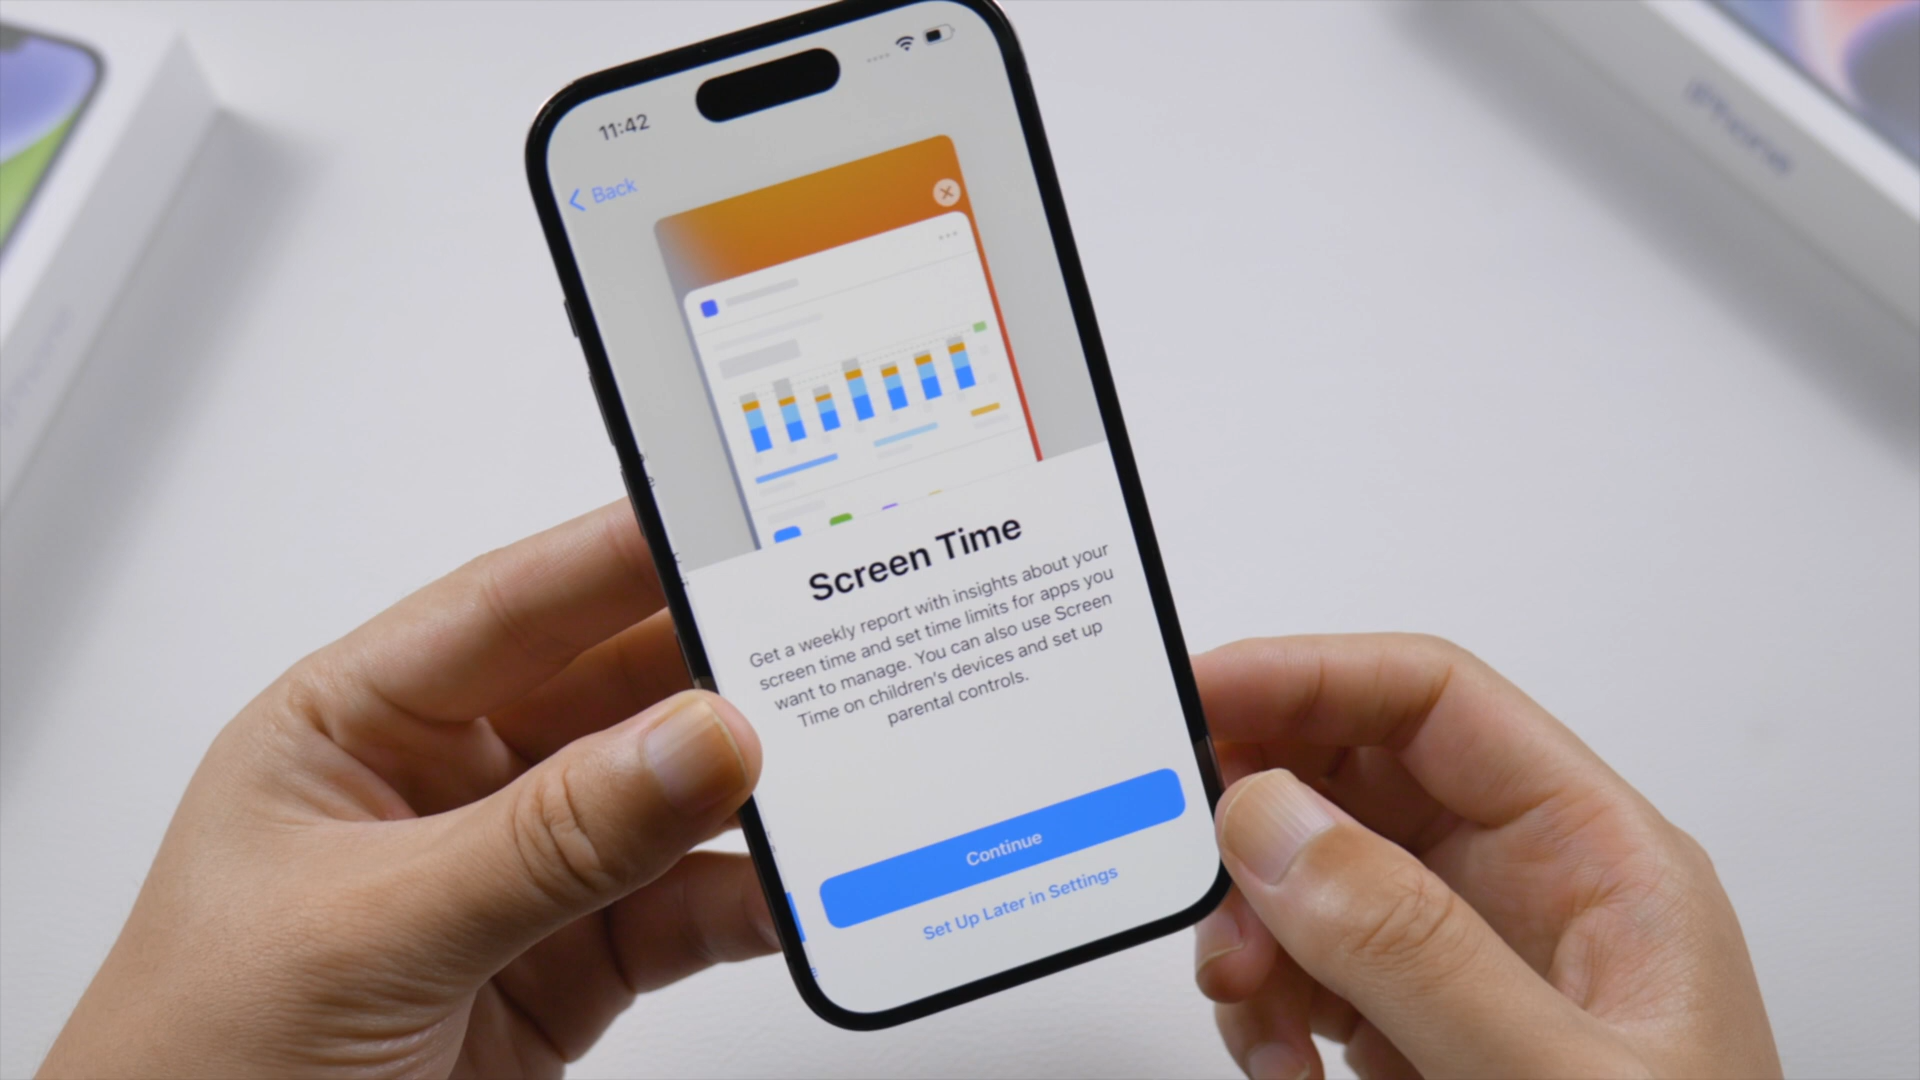 11:42
Back
Screen Time
Get a weekly report with insights about your
screen time and set time limits for apps you
want to manage. You can also use Screen
Time on children's devices and set up
parental controls.
Continue
Set Up Later in Settings
iPhone